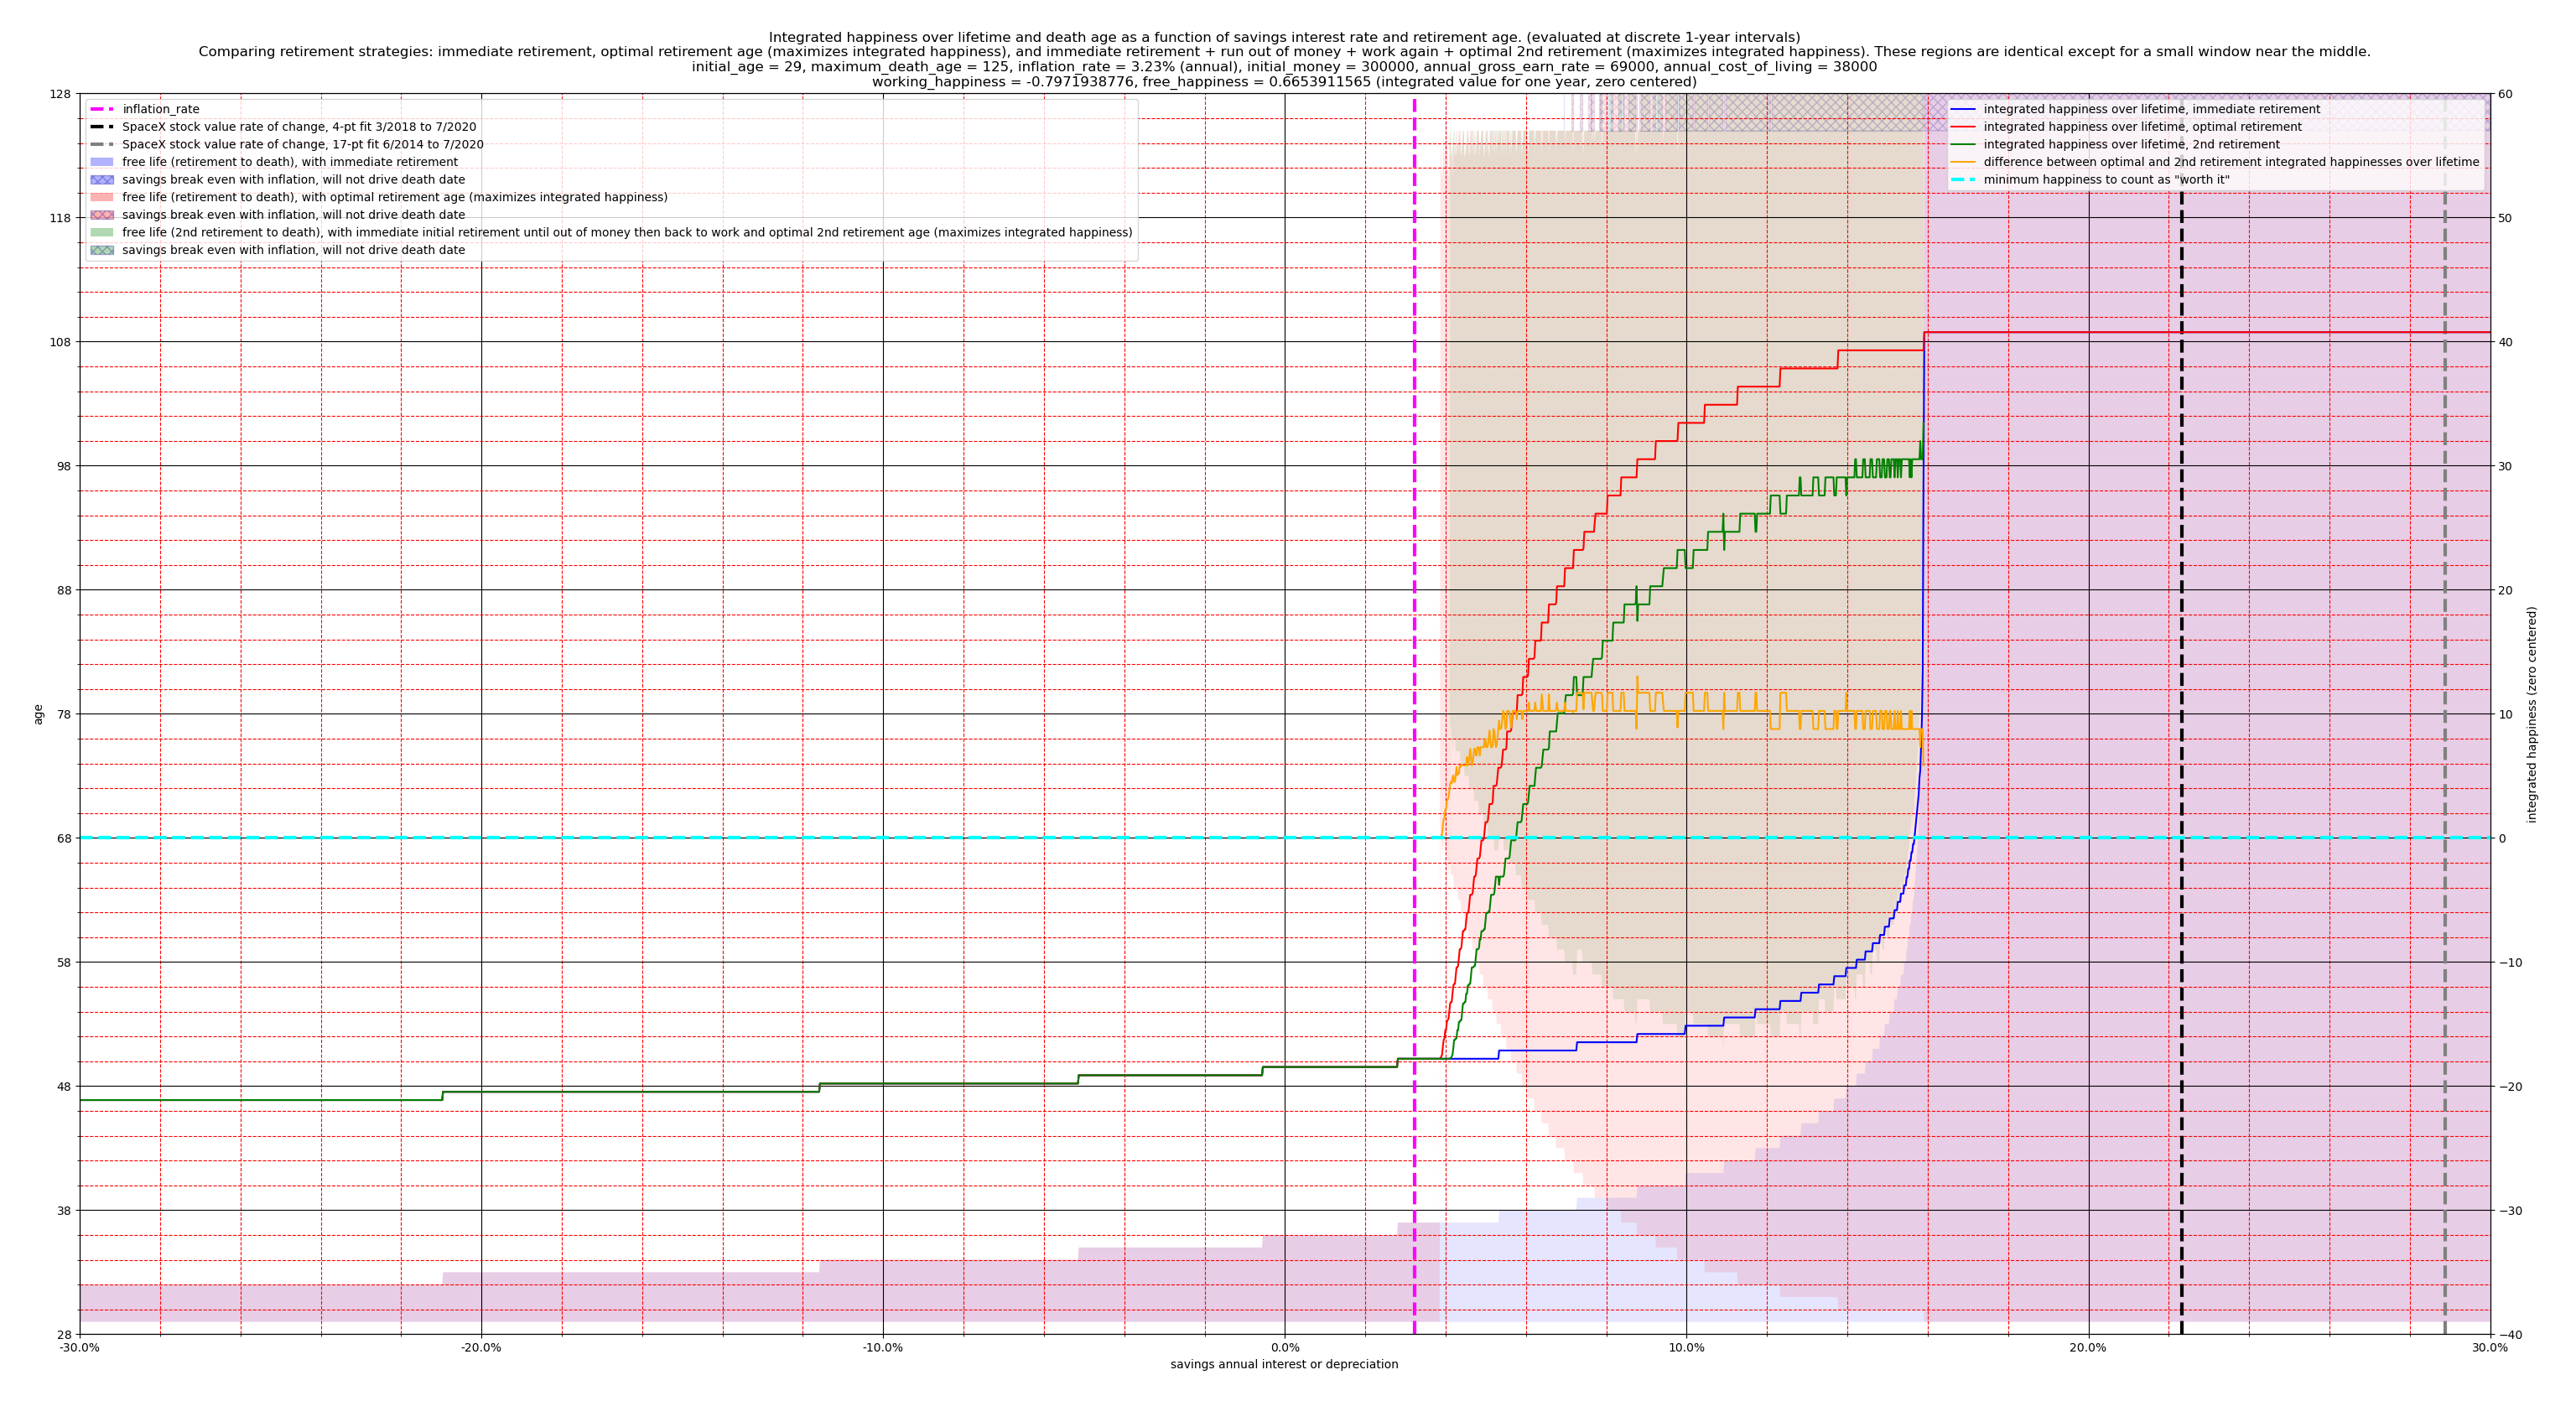 Integrated happiness over lifetime and death age as a function of savings interest rate and retirement age. (evaluated at discrete 1-year intervals)
Comparing retirement strategies: immediate retirement, optimal retirement age (maximizes integrated happiness), and immediate retirement + run out of money + work again + optimal 2nd retirement (maximizes integrated happiness). These regions are identical except for a small window near the middle.
initial_age = 29, maximum_death_age = 125, inflation_rate = 3.23% (annual), initial_money = 300000, annual_gross_earn_rate = 69000, annual_cost_of_living = 38000
working_happiness = -0.7971938776, free_happiness = 0.6653911565 (integrated value for one year, zero centered)
inflation_rate
SpaceX stock value rate of change, 4-pt fit 3/2018 to 7/2020
SpaceX stock value rate of change, 17-pt fit 6/2014 to 7/2020
free life (retirement to death), with immediate retirement
savings break even with inflation, will not drive death date
free life (retirement to death), with optimal retirement age (maximizes integrated happiness)
savings break even with inflation, will not drive death date
free life (2nd retirement to death), with immediate initial retirement until out of money then back to work and optimal 2nd retirement age (maximizes integrated happiness)
savings break even with inflation, will not drive death date
integrated happiness over lifetime, immediate retirement
integrated happiness over lifetime, optimal retirement
integrated happiness over lifetime, 2nd retirement
difference between optimal and 2nd retirement integrated happinesses over lifetime
minimum happiness to count as "worth it"
128
118
108
98
88
78
68
58
48
38
28
age
60
50
40
30
20
10
0
−10
−20
−30
−40
integrated happiness (zero centered)
-30.0%
-20.0%
-10.0%
0.0%
10.0%
20.0%
30.0%
savings annual interest or depreciation